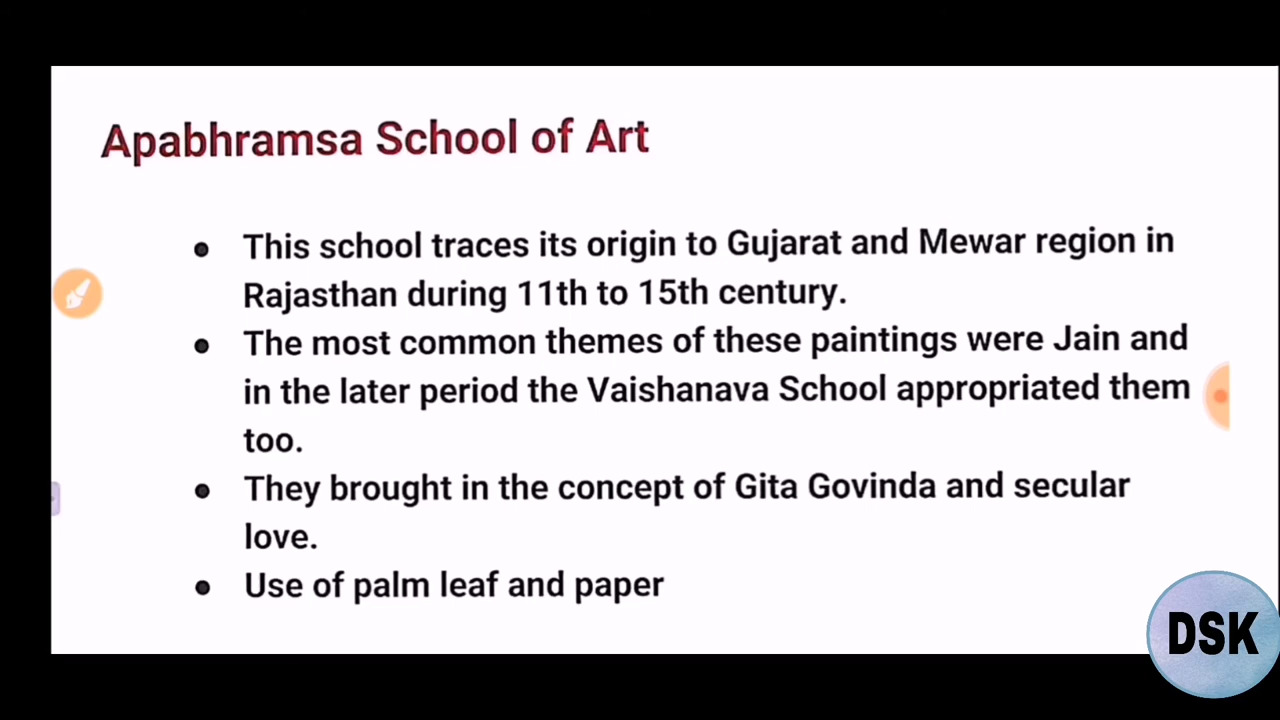 Apabhramsa School of Art
● This school traces its origin to Gujarat and Mewar region in
Rajasthan during 11th to 15th century.
● The most common themes of these paintings were Jain and
in the later period the Vaishanava School appropriated them
too.
● They brought in the concept of Gita Govinda and secular
love.
● Use of palm leaf and paper
DSK